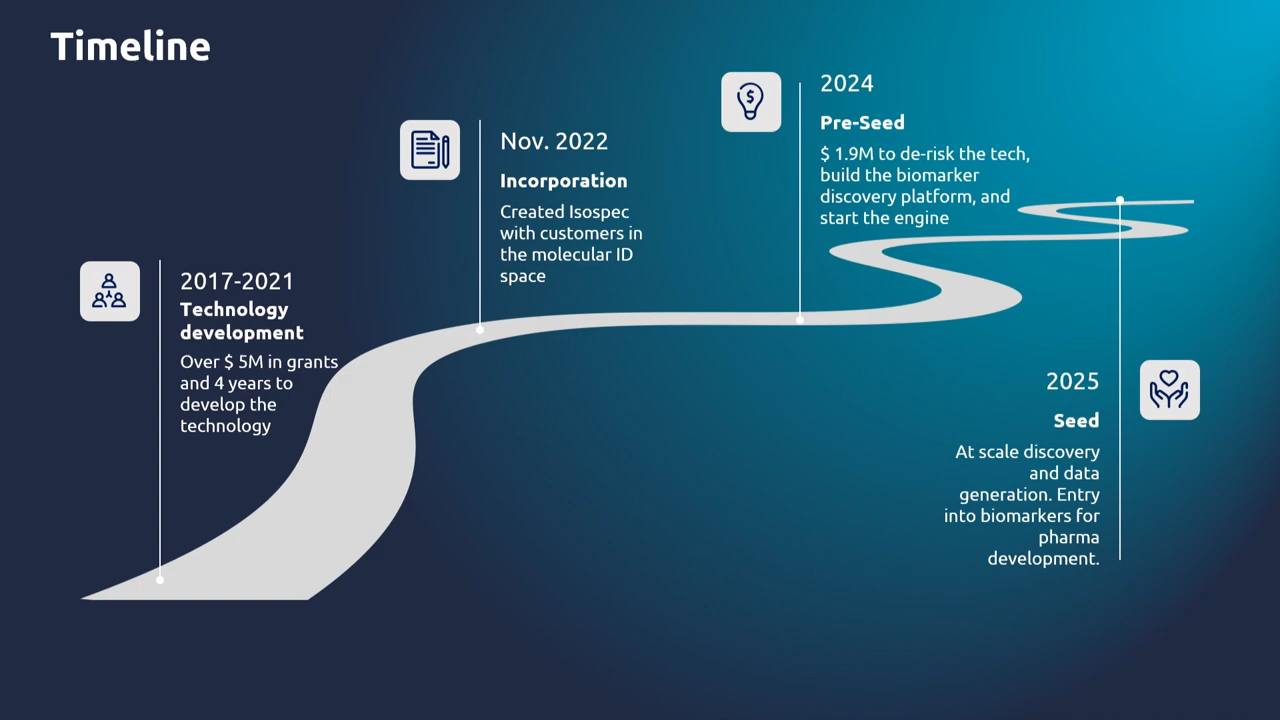 Timeline
2017-2021
Technology
development
Over $ 5M in grants
and 4 years to
develop the
technology
Nov. 2022
Incorporation
Created Isospec
with customers in
the molecular ID
space
2024
Pre-Seed
$ 1.9M to de-risk the tech,
build the biomarker
discovery platform, and
start the engine
2025
Seed
At scale discovery
and data
generation. Entry
into biomarkers for
pharma
development.